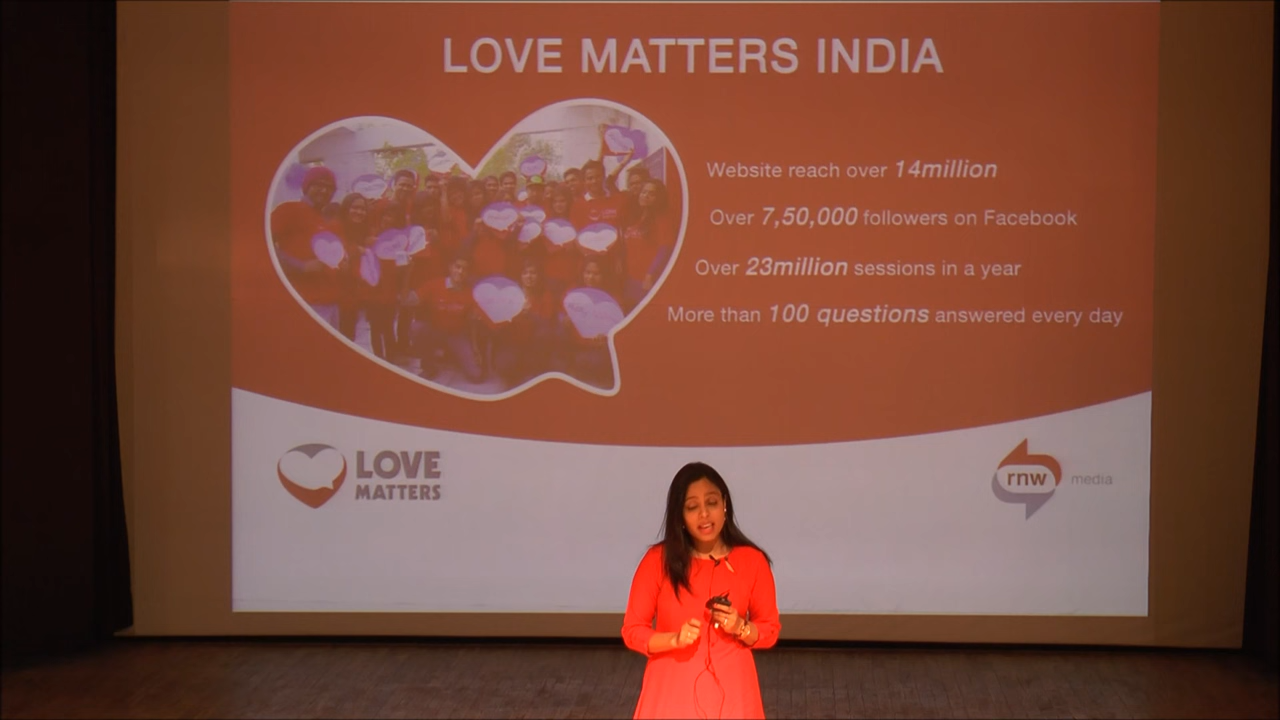 LOVE MATTERS INDIA
Website reach over 14million
Over 7,50,000 followers on Facebook
Over 23million sessions in a year
More than 100 questions answered every day
LOVE
MATTERS
rnw media